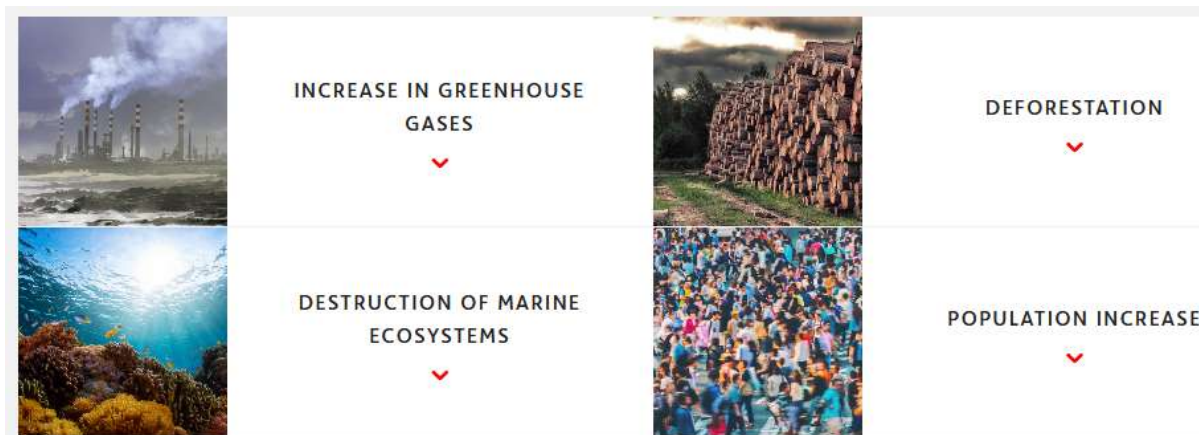 INCREASE IN GREENHOUSE
GASES
DEFORESTATION
DESTRUCTION OF MARINE
ECOSYSTEMS
POPULATION INCREASE